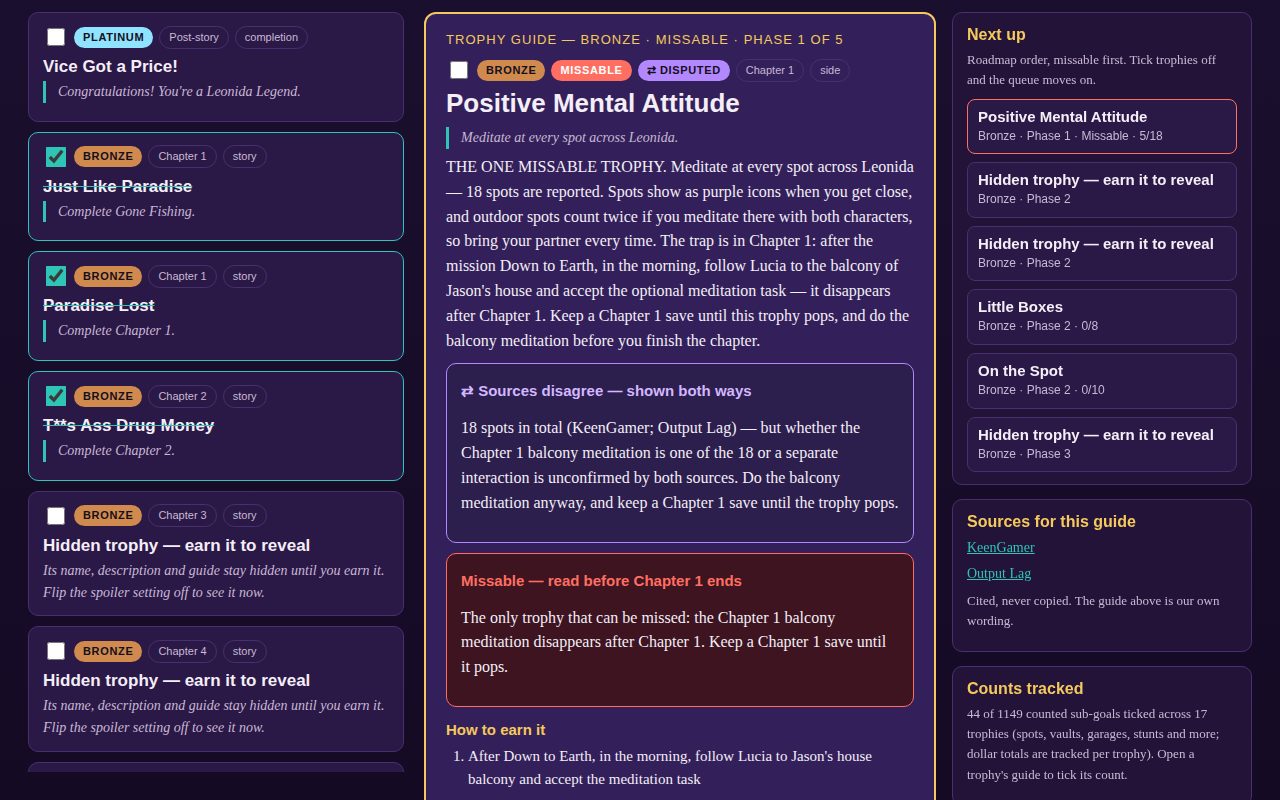 PLATINUM Post-story completion
Vice Got a Price!
Congratulations! You're a Leonida Legend.
BRONZE Chapter 1 story
Just Like Paradise
Complete Gone Fishing.
BRONZE Chapter 1 story
Paradise Lost
Complete Chapter 1.
BRONZE Chapter 2 story
T**s Ass Drug Money
Complete Chapter 2.
BRONZE Chapter 3 story
Hidden trophy — earn it to reveal
Its name, description and guide stay hidden until you earn it.
Flip the spoiler setting off to see it now.
BRONZE Chapter 4 story
Hidden trophy — earn it to reveal
Its name, description and guide stay hidden until you earn it.
Flip the spoiler setting off to see it now.
TROPHY GUIDE — BRONZE · MISSABLE · PHASE 1 OF 5
BRONZE MISSABLE ⇄ DISPUTED Chapter 1 side
Positive Mental Attitude
Meditate at every spot across Leonida.
THE ONE MISSABLE TROPHY. Meditate at every spot across Leonida
— 18 spots are reported. Spots show as purple icons when you get close,
and outdoor spots count twice if you meditate there with both characters,
so bring your partner every time. The trap is in Chapter 1: after the
mission Down to Earth, in the morning, follow Lucia to the balcony of
Jason's house and accept the optional meditation task — it disappears
after Chapter 1. Keep a Chapter 1 save until this trophy pops, and do the
balcony meditation before you finish the chapter.
⇄ Sources disagree — shown both ways
18 spots in total (KeenGamer; Output Lag) — but whether the
Chapter 1 balcony meditation is one of the 18 or a separate
interaction is unconfirmed by both sources. Do the balcony
meditation anyway, and keep a Chapter 1 save until the trophy pops.
Missable — read before Chapter 1 ends
The only trophy that can be missed: the Chapter 1 balcony
meditation disappears after Chapter 1. Keep a Chapter 1 save until
it pops.
How to earn it
1. After Down to Earth, in the morning, follow Lucia to Jason's house
balcony and accept the meditation task
Next up
Roadmap order, missable first. Tick trophies off
and the queue moves on.
Positive Mental Attitude
Bronze · Phase 1 · Missable · 5/18
Hidden trophy — earn it to reveal
Bronze · Phase 2
Hidden trophy — earn it to reveal
Bronze · Phase 2
Little Boxes
Bronze · Phase 2 · 0/8
On the Spot
Bronze · Phase 2 · 0/10
Hidden trophy — earn it to reveal
Bronze · Phase 3
Sources for this guide
KeenGamer
Output Lag
Cited, never copied. The guide above is our own
wording.
Counts tracked
44 of 1149 counted sub-goals ticked across 17
trophies (spots, vaults, garages, stunts and more;
dollar totals are tracked per trophy). Open a
trophy's guide to tick its count.